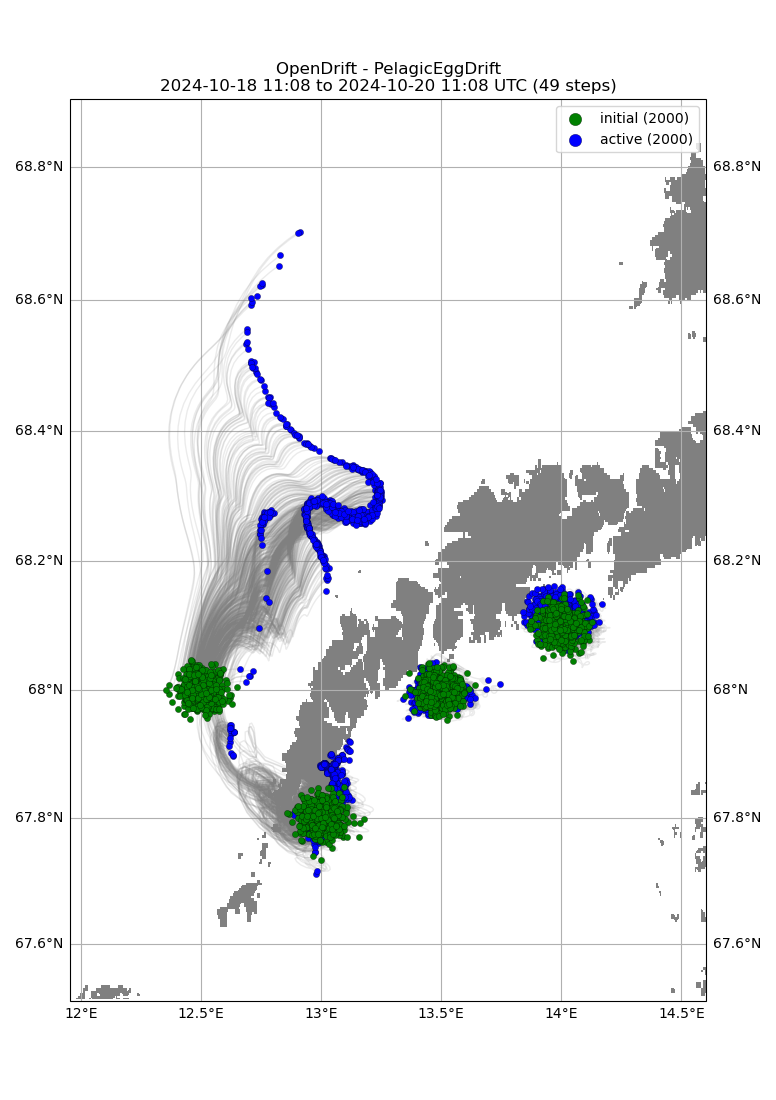 OpenDrift - PelagicEggDrift
2024-10-18 11:08 to 2024-10-20 11:08 UTC (49 steps)
initial (2000)
active (2000)
68.8°N 68.8°N
68.6°N 68.6°N
68.4°N 68.4°N
68.2°N 68.2°N
68°N 68°N
67.8°N 67.8°N
67.6°N 67.6°N
12°E 12.5°E 13°E 13.5°E 14°E 14.5°E